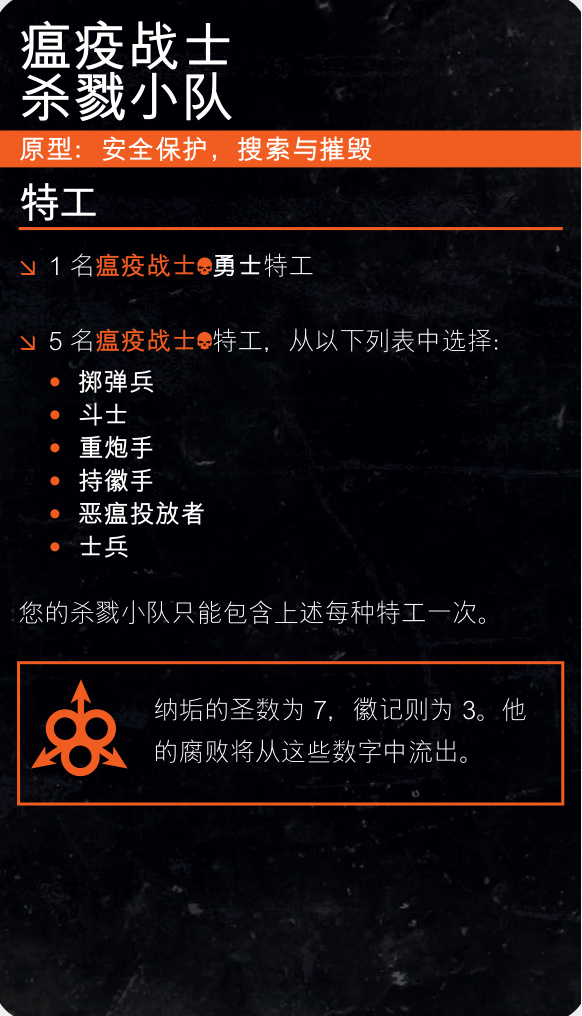 瘟疫战士
杀戮小队
原型：安全保护，搜索与摧毁
特工
1 名瘟疫战士勇士特工
5 名瘟疫战士特工，从以下列表中选择：
掷弹兵
斗士
重炮手
持徽手
恶瘟投放者
士兵
您的杀戮小队只能包含上述每种特工一次。
纳垢的圣数为 7，徽记则为 3。他
的腐败将从这些数字中流出。